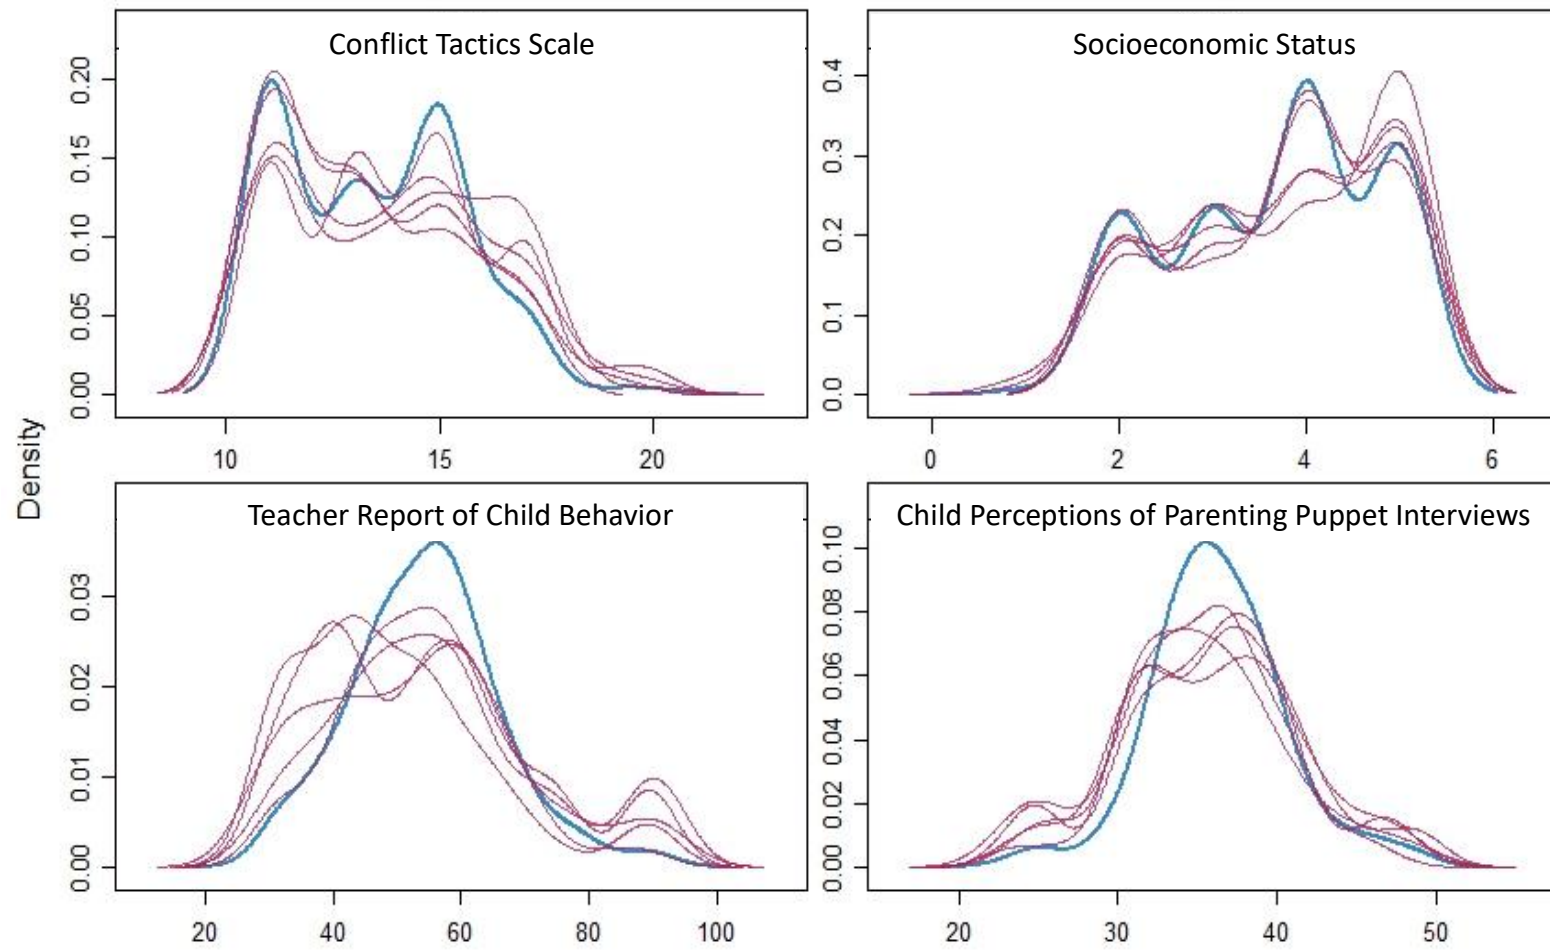 Density
Conflict Tactics Scale
0.20
0.15
0.10
0.05
0.00
10 15 20
Socioeconomic Status
0.4
0.3
0.2
0.1
0.0
0 2 4 6
Teacher Report of Child Behavior
0.03
0.02
0.01
0.00
20 40 60 80 100
Child Perceptions of Parenting Puppet Interviews
0.10
0.08
0.06
0.04
0.02
0.00
20 30 40 50